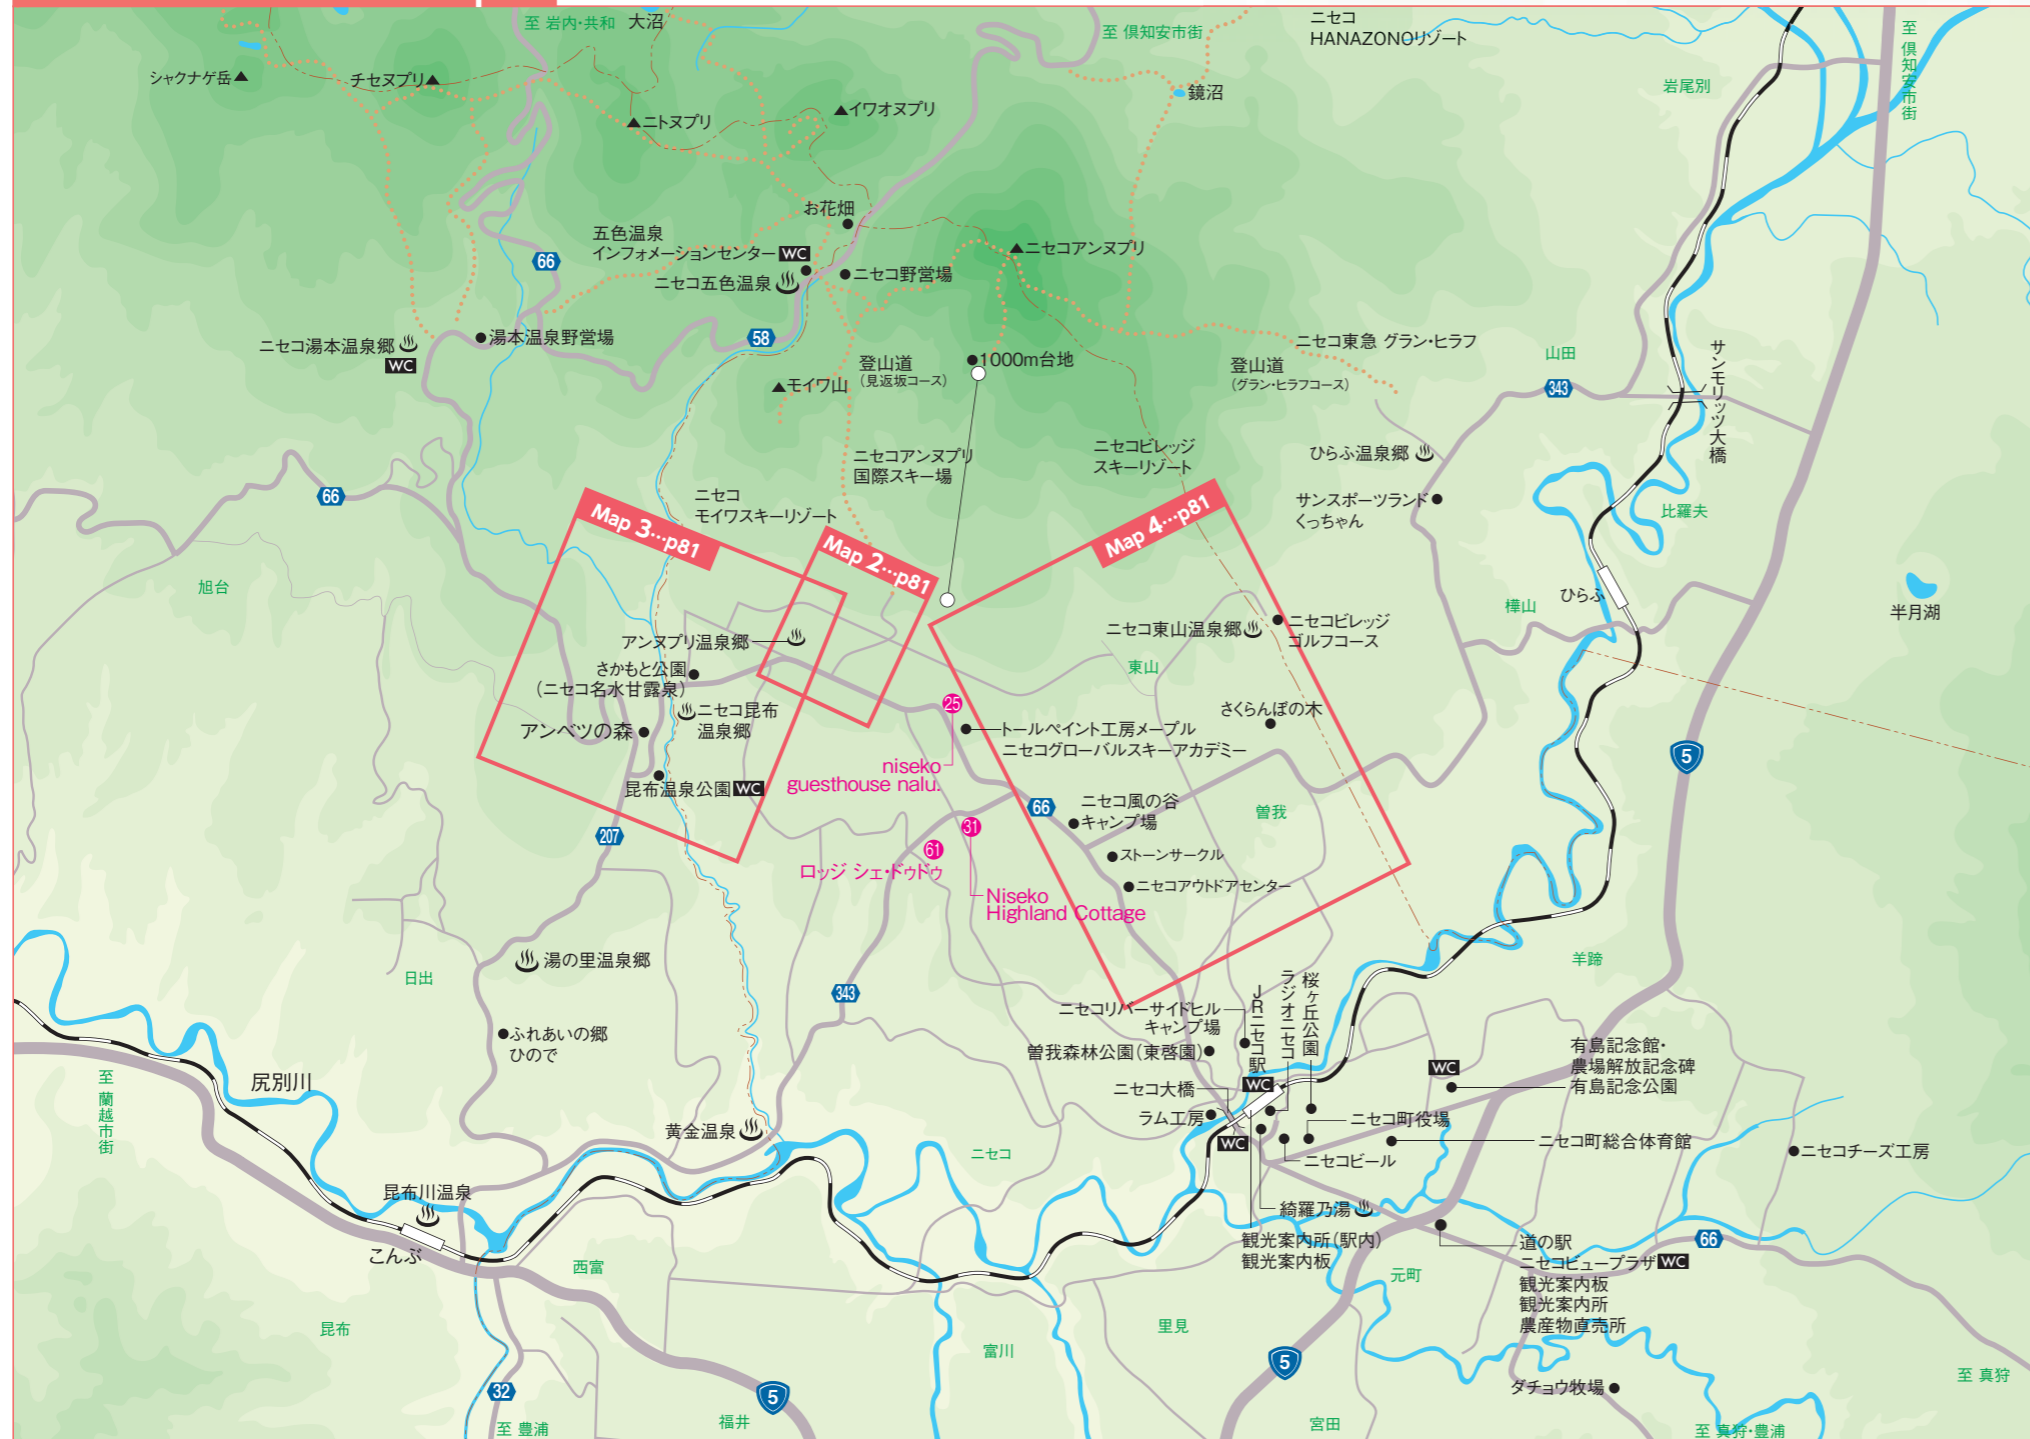 至 岩内・共和
大沼
至 倶知安市街
ニセコ
HANAZONOリゾート
至 倶知安市街
シャクナゲ岳
チセヌプリ
ニトヌプリ
イワオヌプリ
鏡沼
岩尾別
お花畑
五色温泉
インフォメーションセンター WC
ニセコ五色温泉
ニセコ野営場
ニセコアンヌプリ
66
ニセコ湯本温泉郷
WC
湯本温泉野営場
58
モイワ山
登山道
（見返坂コース）
1000m台地
登山道
（グラン・ヒラフコース）
ニセコ東急 グラン・ヒラフ
山田
343
サンモリッツ大橋
ニセコアンヌプリ
国際スキー場
ニセコビレッジ
スキーリゾート
ひらふ温泉郷
サンスポーツランド
くっちゃん
比羅夫
66
ニセコ
モイワスキーリゾート
Map 3…p81
Map 2…p81
Map 4…p81
旭台
ひらふ
樺山
半月湖
アンヌプリ温泉郷
さかもと公園
（ニセコ名水甘露泉）
ニセコ昆布
温泉郷
アンベツの森
昆布温泉公園 WC
207
ニセコ東山温泉郷
ニセコビレッジ
ゴルフコース
東山
25
niseko
guesthouse nalu.
トールペイント工房メープル
ニセコグローバルスキーアカデミー
さくらんぼの木
5
66
ニセコ風の谷
キャンプ場
曽我
31
61
ロッジ シェ・ドゥドゥ
Niseko
Highland Cottage
ストーンサークル
ニセコアウトドアセンター
湯の里温泉郷
日出
343
羊蹄
ふれあいの郷
ひので
尻別川
至 蘭越市街
ニセコリバーサイドヒル
キャンプ場
曽我森林公園（東啓園）
JRニセコ駅
ラジオニセコ
桜ヶ丘公園
WC
ニセコ大橋
ラム工房
WC
WC
有島記念館・
農場解放記念碑
有島記念公園
ニセコ町役場
ニセコ町総合体育館
ニセコビール
ニセコチーズ工房
黄金温泉
ニセコ
昆布川温泉
こんぶ
綺羅乃湯
観光案内所（駅内）
観光案内板
道の駅
ニセコビュープラザ WC
観光案内板
観光案内所
農産物直売所
66
西富
元町
昆布
里見
富川
5
ダチョウ牧場
至 真狩
32
至 豊浦
福井
5
宮田
至 真狩・豊浦